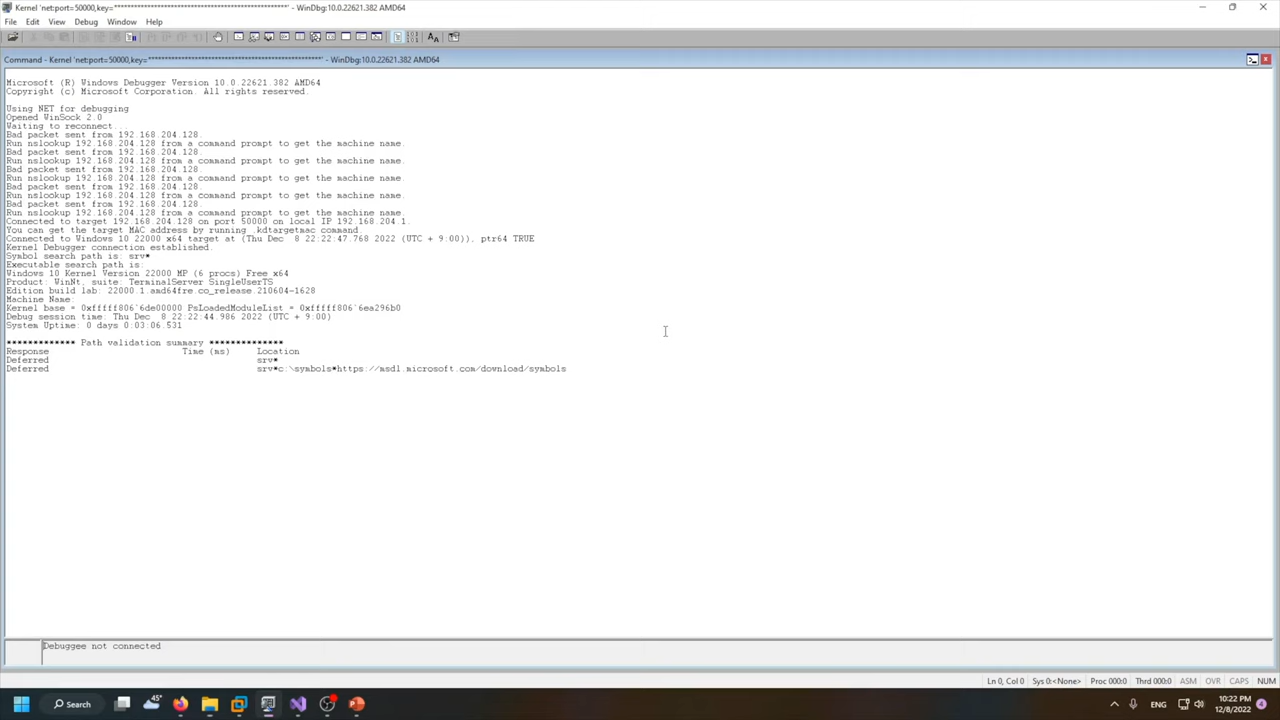 Kernel 'net:port=50000,key=**************************************************' - WinDbg:10.0.22621.382 AMD64
File Edit View Debug Window Help
Command - Kernel 'net:port=50000,key=**************************************************' - WinDbg:10.0.22621.382 AMD64
Microsoft (R) Windows Debugger Version 10.0.22621.382 AMD64
Copyright (c) Microsoft Corporation. All rights reserved.
Using NET for debugging
Opened WinSock 2.0
Waiting to reconnect...
Bad packet sent from 192.168.204.128.
Run nslookup 192.168.204.128 from a command prompt to get the machine name.
Bad packet sent from 192.168.204.128.
Run nslookup 192.168.204.128 from a command prompt to get the machine name.
Bad packet sent from 192.168.204.128.
Run nslookup 192.168.204.128 from a command prompt to get the machine name.
Bad packet sent from 192.168.204.128.
Run nslookup 192.168.204.128 from a command prompt to get the machine name.
Bad packet sent from 192.168.204.128.
Run nslookup 192.168.204.128 from a command prompt to get the machine name.
Connected to target 192.168.204.128 on port 50000 on local IP 192.168.204.1.
You can get the target MAC address by running .kdtargetmac command.
Connected to Windows 10 22000 x64 target at (Thu Dec  8 22:22:47.768 2022 (UTC + 9:00)), ptr64 TRUE
Kernel Debugger connection established.
Symbol search path is: srv*
Executable search path is:
Windows 10 Kernel Version 22000 MP (6 procs) Free x64
Product: WinNt, suite: TerminalServer SingleUserTS
Edition build lab: 22000.1.amd64fre.co_release.210604-1628
Machine Name:
Kernel base = 0xfffff806`6de00000 PsLoadedModuleList = 0xfffff806`6ea296b0
Debug session time: Thu Dec  8 22:22:44.986 2022 (UTC + 9:00)
System Uptime: 0 days 0:03:06.531
************* Path validation summary **************
Response Time (ms) Location
Deferred srv*
Deferred srv*c:\symbols*https://msdl.microsoft.com/download/symbols
Debuggee not connected
Ln 0, Col 0 Sys 0:<None> Proc 000:0 Thrd 000:0 ASM OVR CAPS NUM
Search 45° ENG 10:22 PM 4
12/8/2022